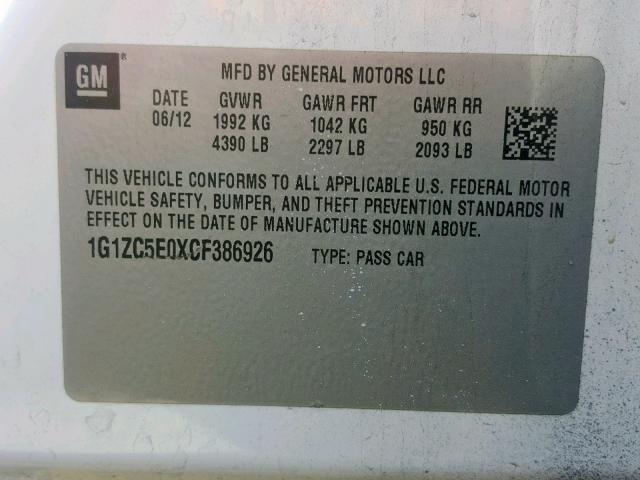 GM ®
MFD BY GENERAL MOTORS LLC
DATE GVWR GAWR FRT GAWR RR
06/12 1992 KG 1042 KG 950 KG
4390 LB 2297 LB 2093 LB
THIS VEHICLE CONFORMS TO ALL APPLICABLE U.S. FEDERAL MOTOR
VEHICLE SAFETY, BUMPER, AND THEFT PREVENTION STANDARDS IN
EFFECT ON THE DATE OF MANUFACTURE SHOWN ABOVE.
1G1ZC5E0XCF386926 TYPE: PASS CAR